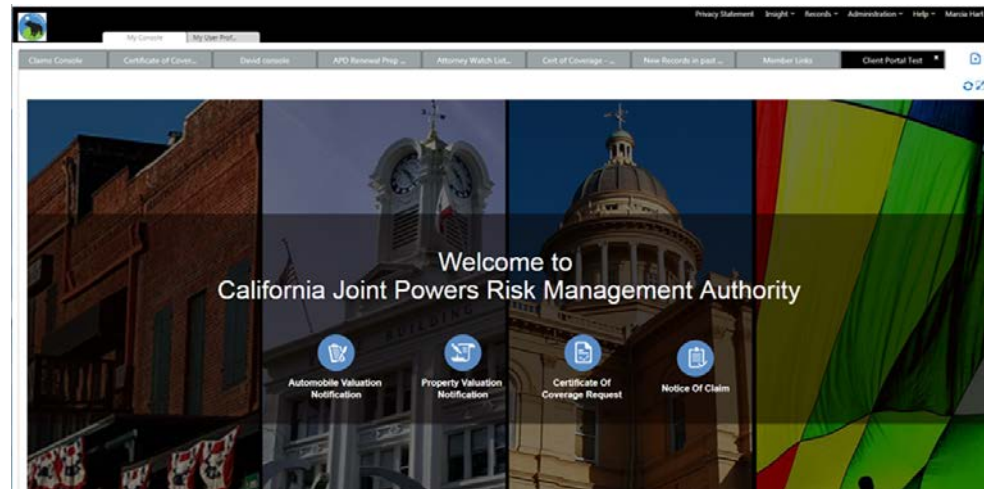 Privacy Statement Insight Records Administration Help Marcia Hart
My Console My User Prof...
Claims Console Certificate of Cover... David console APD Renewal Prep ... Attorney Watch List... Cert of Coverage - ... New Records in past ... Member Links Client Portal Test
Welcome to
California Joint Powers Risk Management Authority
Automobile Valuation
Notification
Property Valuation
Notification
Certificate Of
Coverage Request
Notice Of Claim
BUILDING